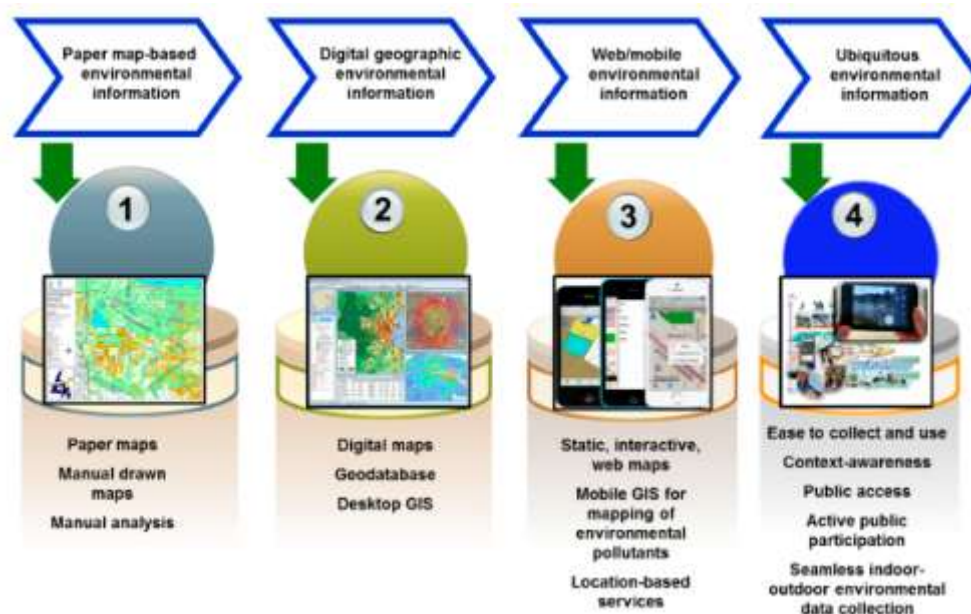 Paper map-based
environmental
information
Digital geographic
environmental
information
Web/mobile
environmental
information
Ubiquitous
environmental
information
1
2
3
4
Paper maps
Manual drawn
maps
Manual analysis
Digital maps
Geodatabase
Desktop GIS
Static, interactive,
web maps
Mobile GIS for
mapping of
environmental
pollutants
Location-based
services
Ease to collect and use
Context-awareness
Public access
Active public
participation
Seamless indoor-
outdoor environmental
data collection